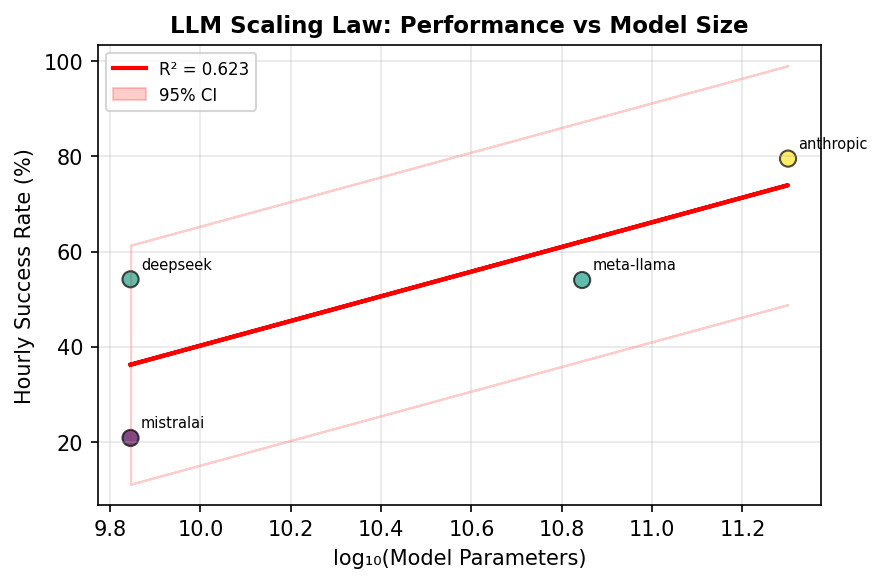 LLM Scaling Law: Performance vs Model Size
R² = 0.623
95% CI
100
80
60
40
20
Hourly Success Rate (%)
anthropic
deepseek
meta-llama
mistralai
9.8 10.0 10.2 10.4 10.6 10.8 11.0 11.2
log₁₀(Model Parameters)